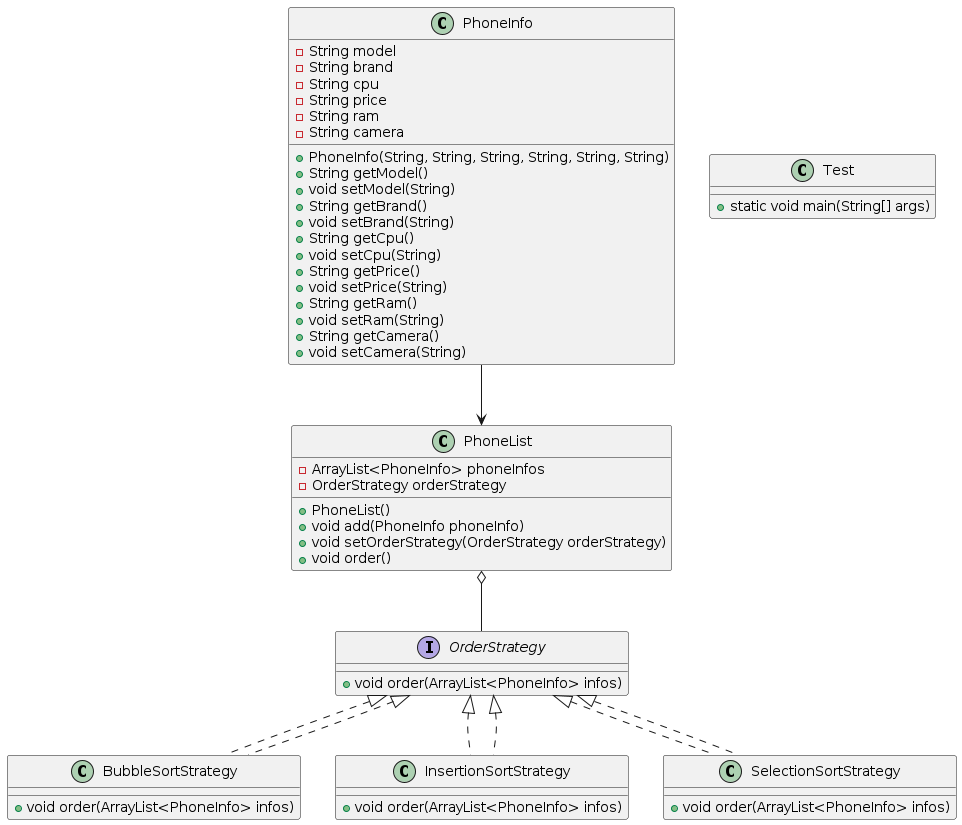 C PhoneInfo
String model
String brand
String cpu
String price
String ram
String camera
PhoneInfo(String, String, String, String, String, String)
String getModel()
void setModel(String)
String getBrand()
void setBrand(String)
String getCpu()
void setCpu(String)
String getPrice()
void setPrice(String)
String getRam()
void setRam(String)
String getCamera()
void setCamera(String)
C Test
static void main(String[] args)
C PhoneList
ArrayList<PhoneInfo> phoneInfos
OrderStrategy orderStrategy
PhoneList()
void add(PhoneInfo phoneInfo)
void setOrderStrategy(OrderStrategy orderStrategy)
void order()
I OrderStrategy
void order(ArrayList<PhoneInfo> infos)
C BubbleSortStrategy
void order(ArrayList<PhoneInfo> infos)
C InsertionSortStrategy
void order(ArrayList<PhoneInfo> infos)
C SelectionSortStrategy
void order(ArrayList<PhoneInfo> infos)